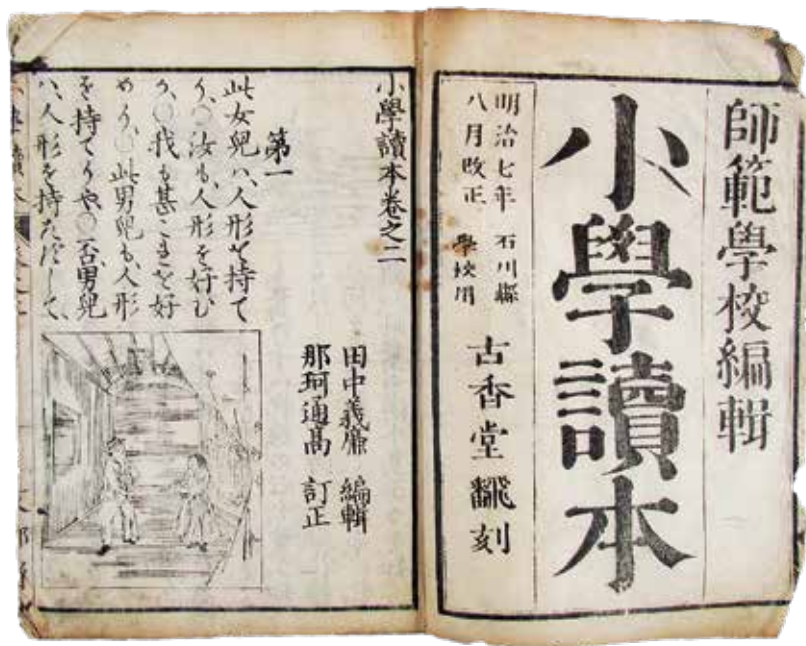 師範學校編輯
小學讀本
明治七年 石川縣
八月改正 學校用
古香堂 飜刻
小學讀本卷之二
田中義廉 編輯
那珂通高 訂正
第一
此女兒ハ、人形を持て
り、○汝も、人形を好む
り、○我も甚これを好
めり、○此男兒も、人形
を持てりや○否、男兒
ハ、人形を持たずして、